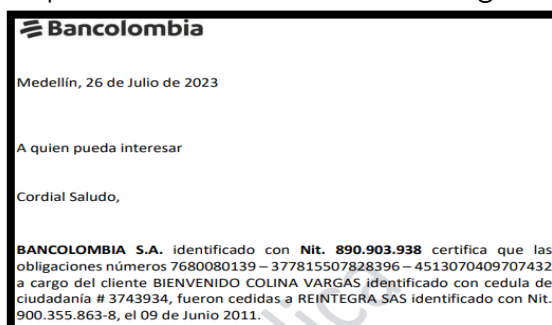 Bancolombia
Medellín, 26 de Julio de 2023
A quien pueda interesar
Cordial Saludo,
BANCOLOMBIA S.A. identificado con Nit. 890.903.938 certifica que las
obligaciones números 7680080139 – 377815507828396 – 4513070409707432
a cargo del cliente BIENVENIDO COLINA VARGAS identificado con cedula de
ciudadanía # 3743934, fueron cedidas a REINTEGRA SAS identificado con Nit.
900.355.863-8, el 09 de Junio 2011.